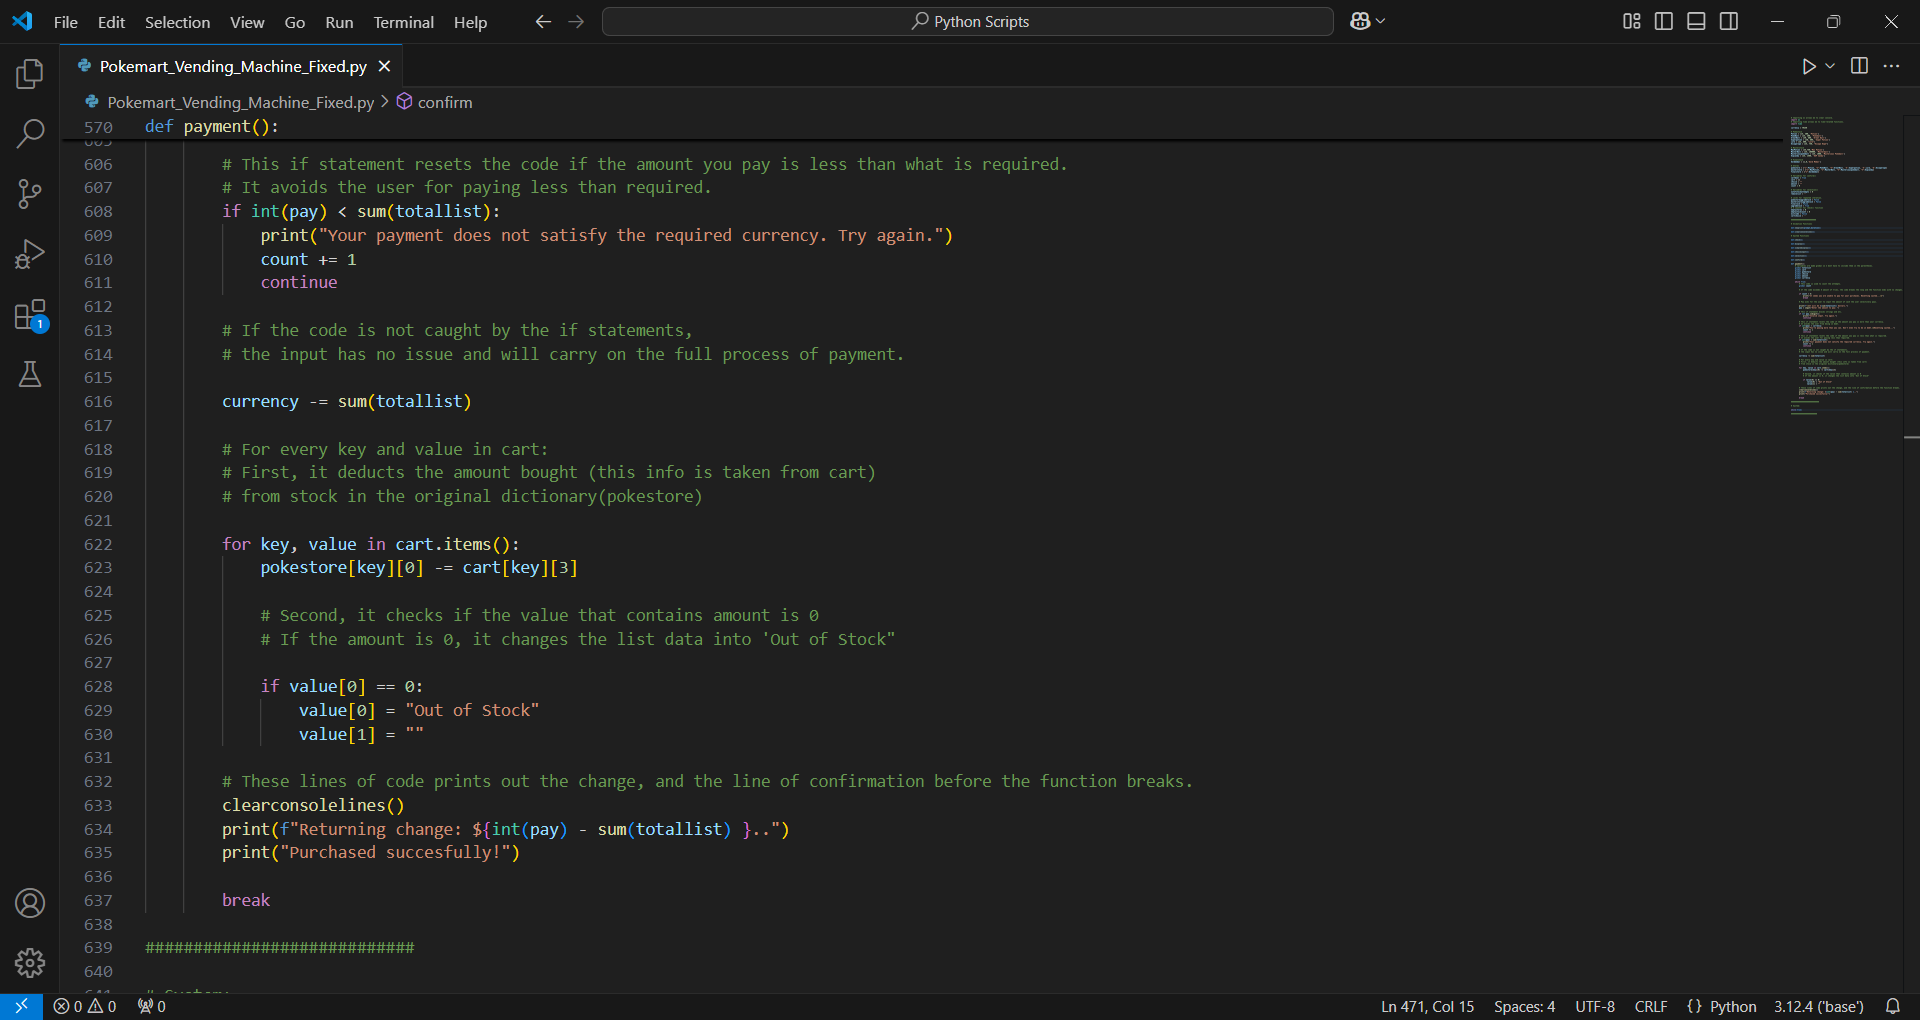 File Edit Selection View Go Run Terminal Help Python Scripts
Pokemart_Vending_Machine_Fixed.py
Pokemart_Vending_Machine_Fixed.py > confirm
570 def payment():
605
606 # This if statement resets the code if the amount you pay is less than what is required.
607 # It avoids the user for paying less than required.
608 if int(pay) < sum(totallist):
609 print("Your payment does not satisfy the required currency. Try again.")
610 count += 1
611 continue
612
613 # If the code is not caught by the if statements,
614 # the input has no issue and will carry on the full process of payment.
615
616 currency -= sum(totallist)
617
618 # For every key and value in cart:
619 # First, it deducts the amount bought (this info is taken from cart)
620 # from stock in the original dictionary(pokestore)
621
622 for key, value in cart.items():
623 pokestore[key][0] -= cart[key][3]
624
625 # Second, it checks if the value that contains amount is 0
626 # If the amount is 0, it changes the list data into 'Out of Stock"
627
628 if value[0] == 0:
629 value[0] = "Out of Stock"
630 value[1] = ""
631
632 # These lines of code prints out the change, and the line of confirmation before the function breaks.
633 clearconsolelines()
634 print(f"Returning change: ${int(pay) - sum(totallist) }..")
635 print("Purchased succesfully!")
636
637 break
638
639 ############################
640
641 # System
1
0 0 0 Ln 471, Col 15 Spaces: 4 UTF-8 CRLF {} Python 3.12.4 ('base')